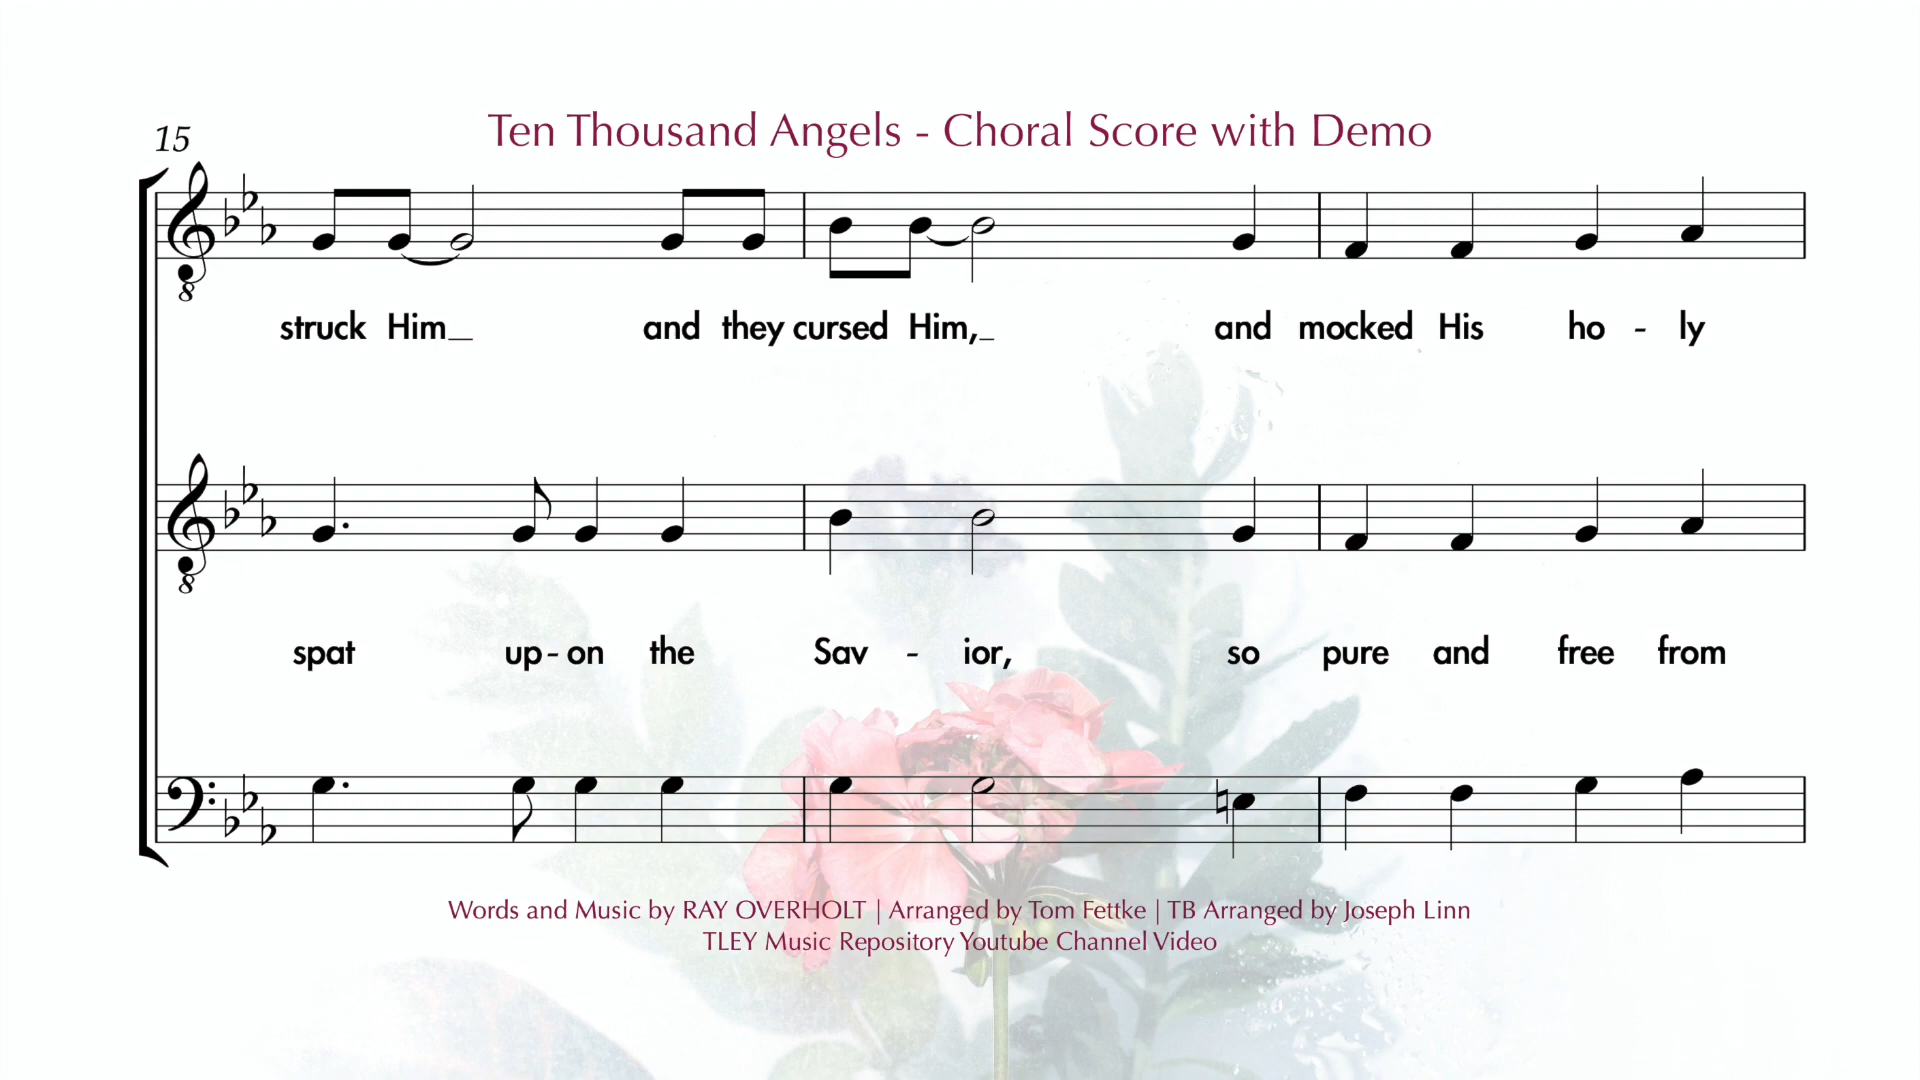 15
Ten Thousand Angels - Choral Score with Demo
8
struck Him_ and they cursed Him,_ and mocked His ho - ly
8
spat up - on the Sav - ior, so pure and free from
Words and Music by RAY OVERHOLT | Arranged by Tom Fettke | TB Arranged by Joseph Linn
TLEY Music Repository Youtube Channel Video